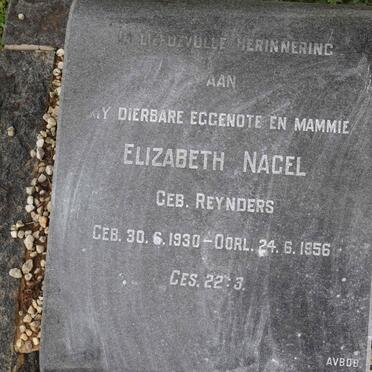 IN LIEFDEVOLLE HERINNERING
AAN
MY DIERBARE EGGENOTE EN MAMMIE
ELIZABETH NAGEL
GEB. REYNDERS
GEB. 30. 6. 1930 – OORL. 24. 6. 1956
GES. 22:3.
AVBOB